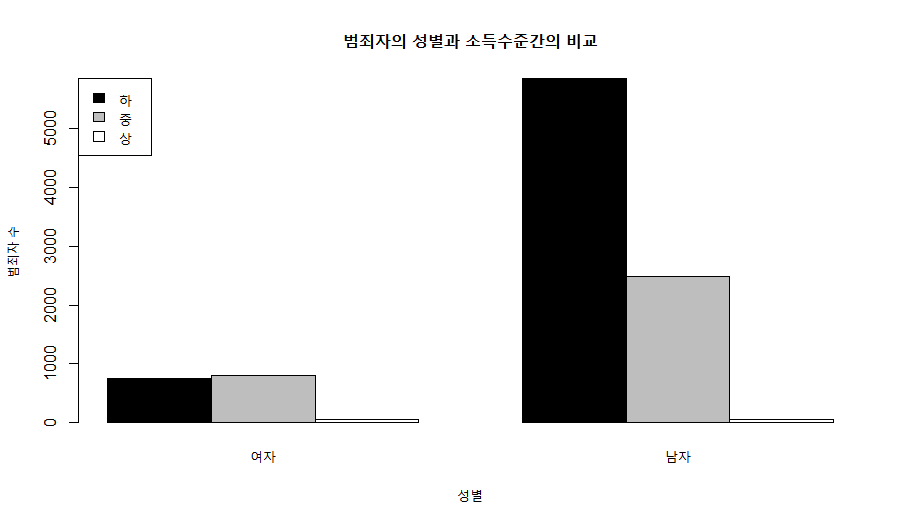 범죄자의 성별과 소득수준간의 비교
하
중
상
범죄자 수
5000
4000
3000
2000
1000
0
여자
남자
성별